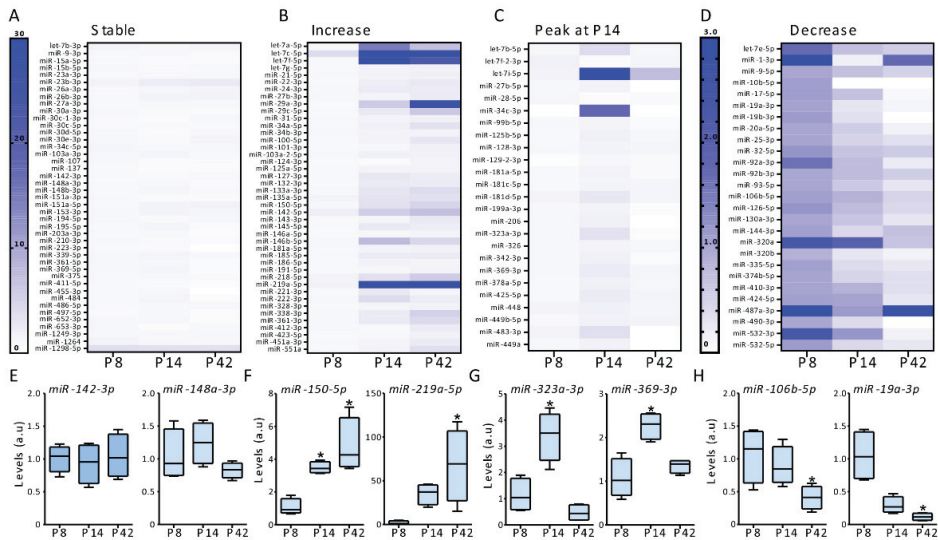 A
Stable
30
20
10
0
let-7b-3p
miR-9-3p
miR-15a-5p
miR-15b-5p
miR-23a-3p
miR-23b-3p
miR-26a-3p
miR-26b-3p
miR-27a-3p
miR-30a-3p
miR-30c-1-3p
miR-30c-5p
miR-30d-5p
miR-30e-3p
miR-34c-5p
miR-103a-3p
miR-107
miR-137
miR-142-3p
miR-148a-3p
miR-148b-3p
miR-151a-3p
miR-151a-5p
miR-153-3p
miR-194-5p
miR-195-5p
miR-203a-3p
miR-210-3p
miR-223-3p
miR-339-5p
miR-361-5p
miR-369-5p
miR-375
miR-411-5p
miR-455-3p
miR-484
miR-486-5p
miR-497-5p
miR-652-3p
miR-653-3p
miR-1249-3p
miR-1264
miR-1298-5p
P8 P14 P42
B
Increase
let-7a-5p
let-7c-5p
let-7f-5p
let-7g-5p
miR-21-5p
miR-22-3p
miR-24-3p
miR-27b-3p
miR-29a-3p
miR-29c-5p
miR-31-5p
miR-34a-5p
miR-34b-3p
miR-100-5p
miR-101-3p
miR-103a-2-5p
miR-124-3p
miR-125a-5p
miR-127-3p
miR-132-3p
miR-133a-3p
miR-135a-5p
miR-150-5p
miR-142-5p
miR-143-3p
miR-145-5p
miR-146a-5p
miR-146b-5p
miR-181a-5p
miR-185-5p
miR-186-5p
miR-191-5p
miR-218-5p
miR-219a-5p
miR-221-3p
miR-222-3p
miR-328-3p
miR-338-3p
miR-361-3p
miR-412-3p
miR-423-5p
miR-451a-3p
miR-551a
P8 P14 P42
C
Peak at P14
let-7b-5p
let-7f-2-3p
let-7i-5p
miR-27b-5p
miR-28-5p
miR-34c-3p
miR-99b-5p
miR-125b-5p
miR-128-3p
miR-129-2-3p
miR-181a-5p
miR-181c-5p
miR-181d-5p
miR-199a-3p
miR-206
miR-323a-3p
miR-326
miR-342-3p
miR-369-3p
miR-378a-5p
miR-425-5p
miR-448
miR-449b-5p
miR-483-3p
miR-449a
P8 P14 P42
D
Decrease
3.0
2.0
1.0
0
let-7e-5p
miR-1-3p
miR-9-5p
miR-10b-5p
miR-17-5p
miR-19a-3p
miR-19b-3p
miR-20a-5p
miR-25-3p
miR-32-5p
miR-92a-3p
miR-92b-3p
miR-93-5p
miR-106b-5p
miR-126-5p
miR-130a-3p
miR-144-3p
miR-320a
miR-320b
miR-335-5p
miR-374b-5p
miR-410-3p
miR-424-5p
miR-487a-3p
miR-490-3p
miR-532-3p
miR-532-5p
P8 P14 P42
E
miR-142-3p
Levels (a.u)
2.0
1.5
1.0
0.5
0
P8 P14 P42
miR-148a-3p
2.0
1.5
1.0
0.5
0
P8 P14 P42
F
miR-150-5p
8
6
4
2
0
* *
P8 P14 P42
miR-219a-5p
150
100
50
0
*
P8 P14 P42
G
miR-323a-3p
Levels (a.u)
5
4
3
2
1
0
*
P8 P14 P42
miR-369-3p
3
2
1
0
*
P8 P14 P42
H
miR-106b-5p
Levels (a.u)
2.0
1.5
1.0
0.5
0
*
P8 P14 P42
miR-19a-3p
2.0
1.5
1.0
0.5
0
*
P8 P14 P42